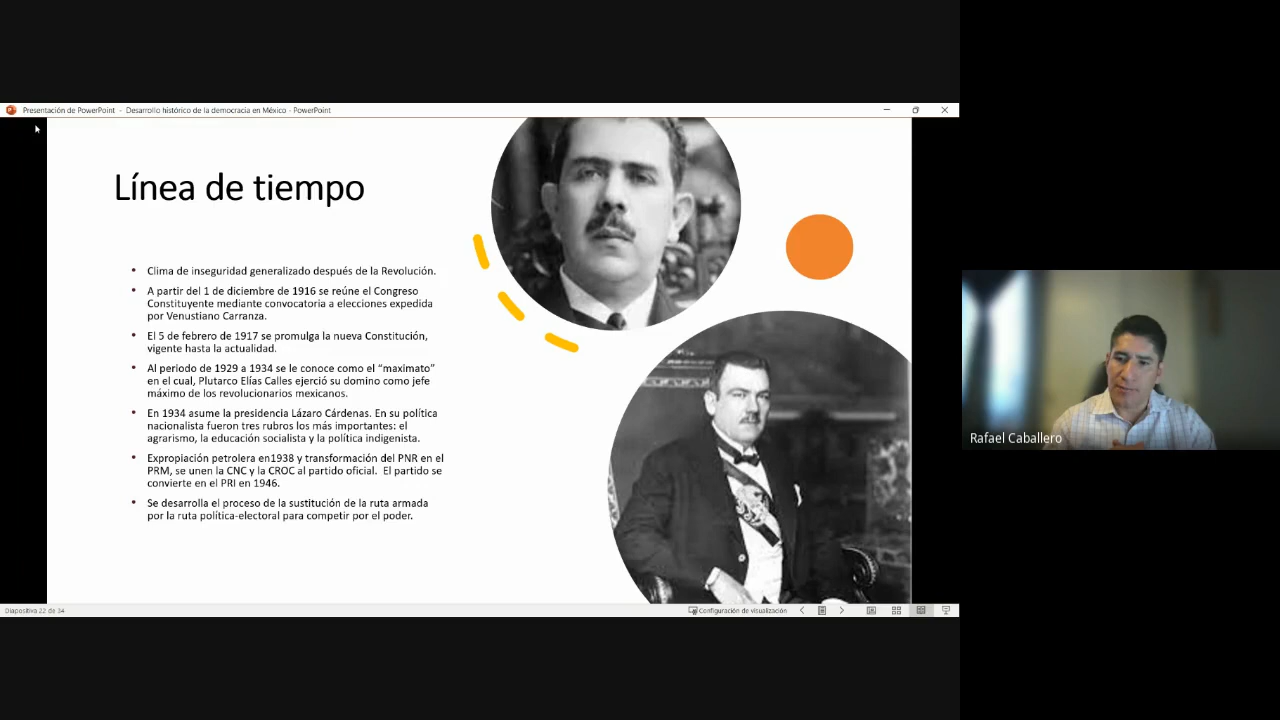 Presentación de PowerPoint - Desarrollo histórico de la democracia en México - PowerPoint
Línea de tiempo
• Clima de inseguridad generalizado después de la Revolución.
• A partir del 1 de diciembre de 1916 se reúne el Congreso
Constituyente mediante convocatoria a elecciones expedida
por Venustiano Carranza.
• El 5 de febrero de 1917 se promulga la nueva Constitución,
vigente hasta la actualidad.
• Al periodo de 1929 a 1934 se le conoce como el “maximato”
en el cual, Plutarco Elías Calles ejerció su domino como jefe
máximo de los revolucionarios mexicanos.
• En 1934 asume la presidencia Lázaro Cárdenas. En su política
nacionalista fueron tres rubros los más importantes: el
agrarismo, la educación socialista y la política indigenista.
• Expropiación petrolera en1938 y transformación del PNR en el
PRM, se unen la CNC y la CROC al partido oficial. El partido se
convierte en el PRI en 1946.
• Se desarrolla el proceso de la sustitución de la ruta armada
por la ruta política-electoral para competir por el poder.
Rafael Caballero
Diapositiva 22 de 34
Configuración de visualización